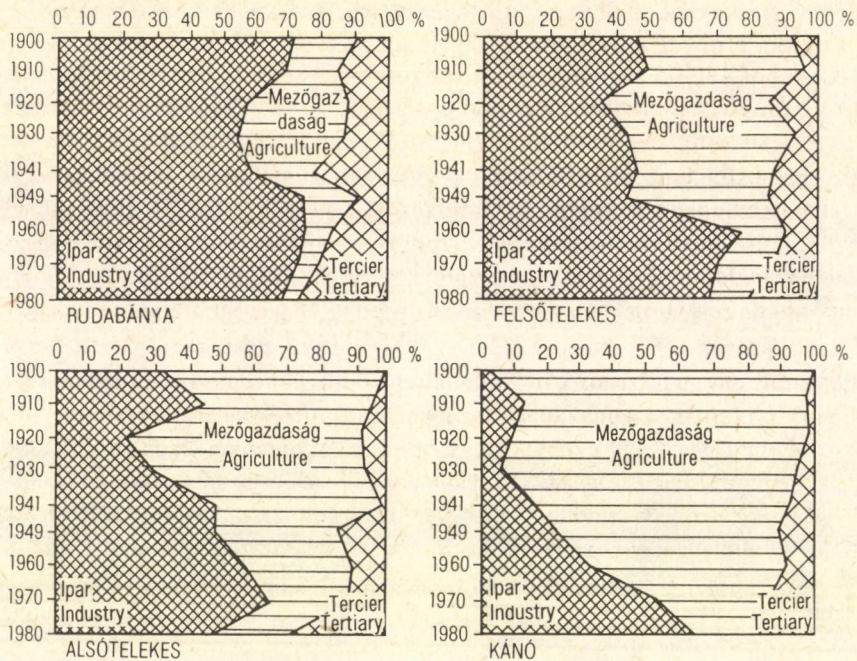 0 10 20 30 40 50 60 70 80 90 100 %
1900
1910
1920
1930
1941
1949
1960
1970
1980
Mezőgaz
daság
Agriculture
Ipar
Industry
Tercier
Tertiary
RUDABÁNYA
0 10 20 30 40 50 60 70 80 90 100 %
1900
1910
1920
1930
1941
1949
1960
1970
1980
Mezőgazdaság
Agriculture
Ipar
Industry
Tercier
Tertiary
FELSŐTELEKES
0 10 20 30 40 50 60 70 80 90 100 %
1900
1910
1920
1930
1941
1949
1960
1970
1980
Mezőgazdaság
Agriculture
Ipar
Industry
Tercier
Tertiary
ALSÓTELEKES
0 10 20 30 40 50 60 70 80 90 100 %
1900
1910
1920
1930
1941
1949
1960
1970
1980
Mezőgazdaság
Agriculture
Ipar
Industry
Tercier
Tertiary
KÁNÓ